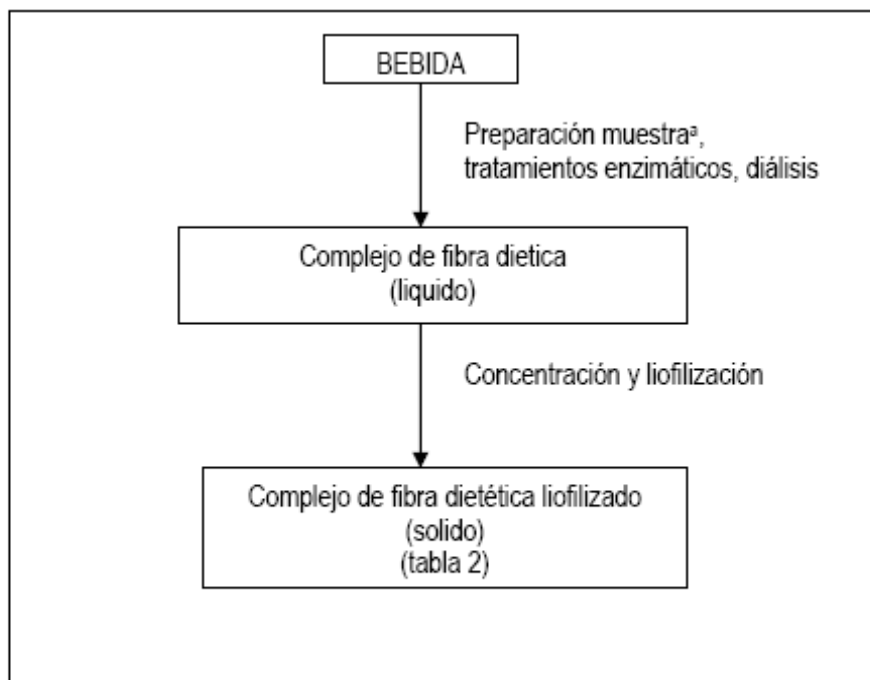 BEBIDA
Preparación muestraª,
tratamientos enzimáticos, diálisis
Complejo de fibra dietica
(liquido)
Concentración y liofilización
Complejo de fibra dietética liofilizado
(solido)
(tabla 2)